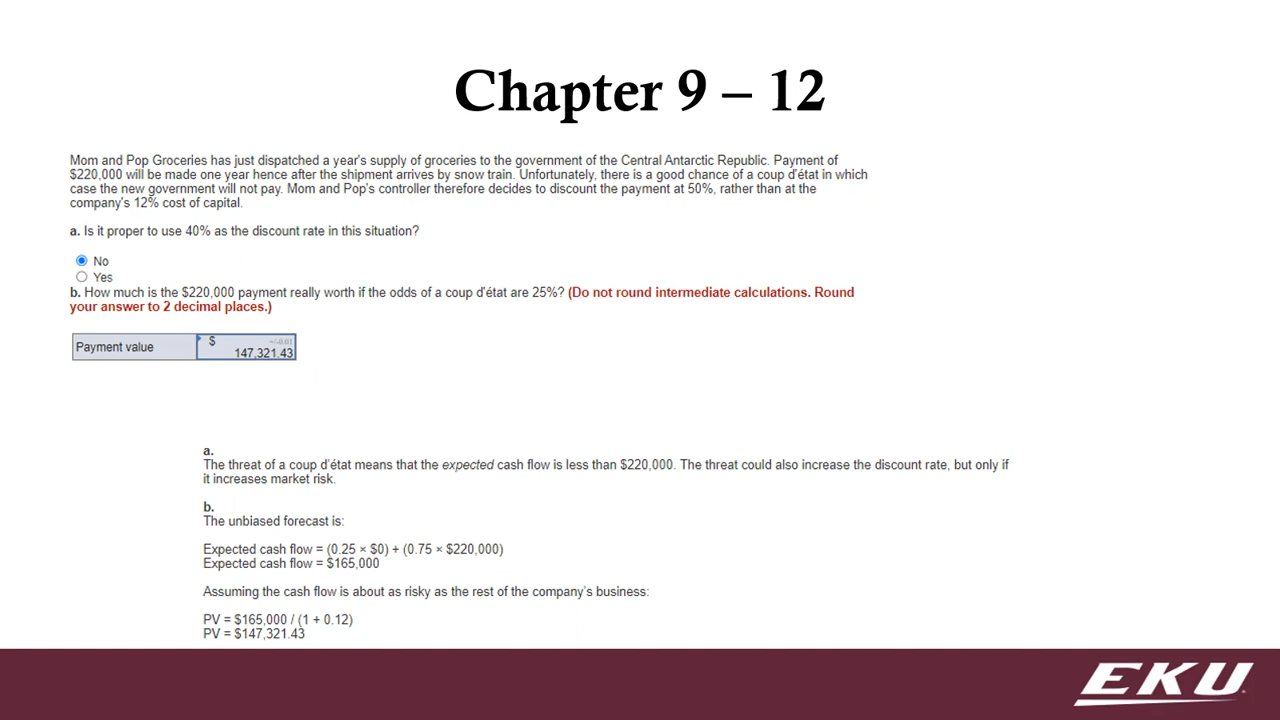 Chapter 9 – 12
Mom and Pop Groceries has just dispatched a year's supply of groceries to the government of the Central Antarctic Republic. Payment of
$220,000 will be made one year hence after the shipment arrives by snow train. Unfortunately, there is a good chance of a coup d'état in which
case the new government will not pay. Mom and Pop's controller therefore decides to discount the payment at 50%, rather than at the
company's 12% cost of capital.
a. Is it proper to use 40% as the discount rate in this situation?
No
Yes
b. How much is the $220,000 payment really worth if the odds of a coup d'état are 25%? (Do not round intermediate calculations. Round
your answer to 2 decimal places.)
$ +/-0.01
Payment value
147,321.43
a.
The threat of a coup d'état means that the expected cash flow is less than $220,000. The threat could also increase the discount rate, but only if
it increases market risk.
b.
The unbiased forecast is:
Expected cash flow = (0.25 × $0) + (0.75 × $220,000)
Expected cash flow = $165,000
Assuming the cash flow is about as risky as the rest of the company's business:
PV = $165,000 / (1 + 0.12)
PV = $147,321.43
EKU